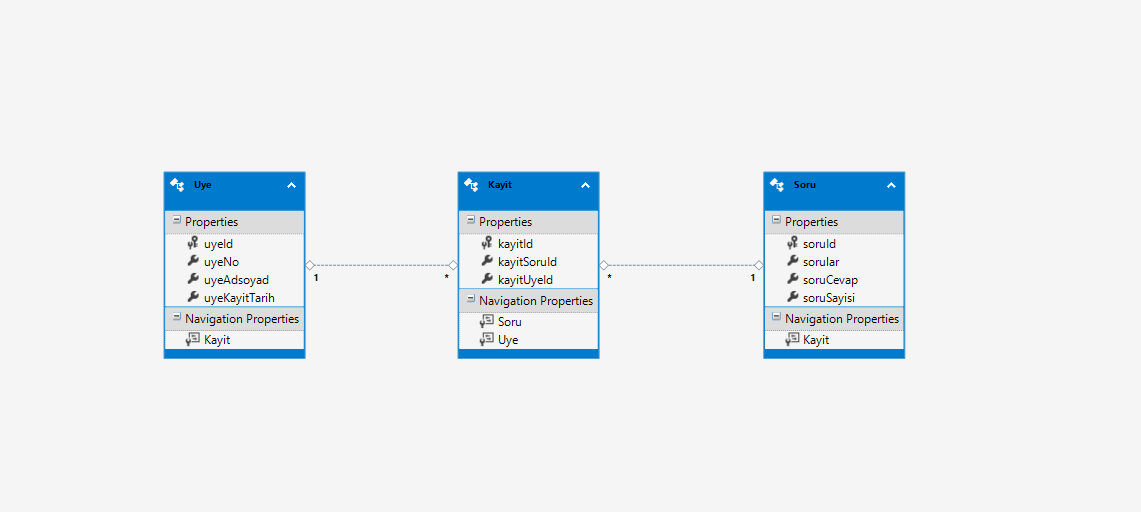 Uye
Properties
uyeId
uyeNo
uyeAdsoyad
uyeKayitTarih
Navigation Properties
Kayit
1
*
Kayit
Properties
kayitId
kayitSoruId
kayitUyeId
Navigation Properties
Soru
Uye
*
1
Soru
Properties
soruId
sorular
soruCevap
soruSayisi
Navigation Properties
Kayit